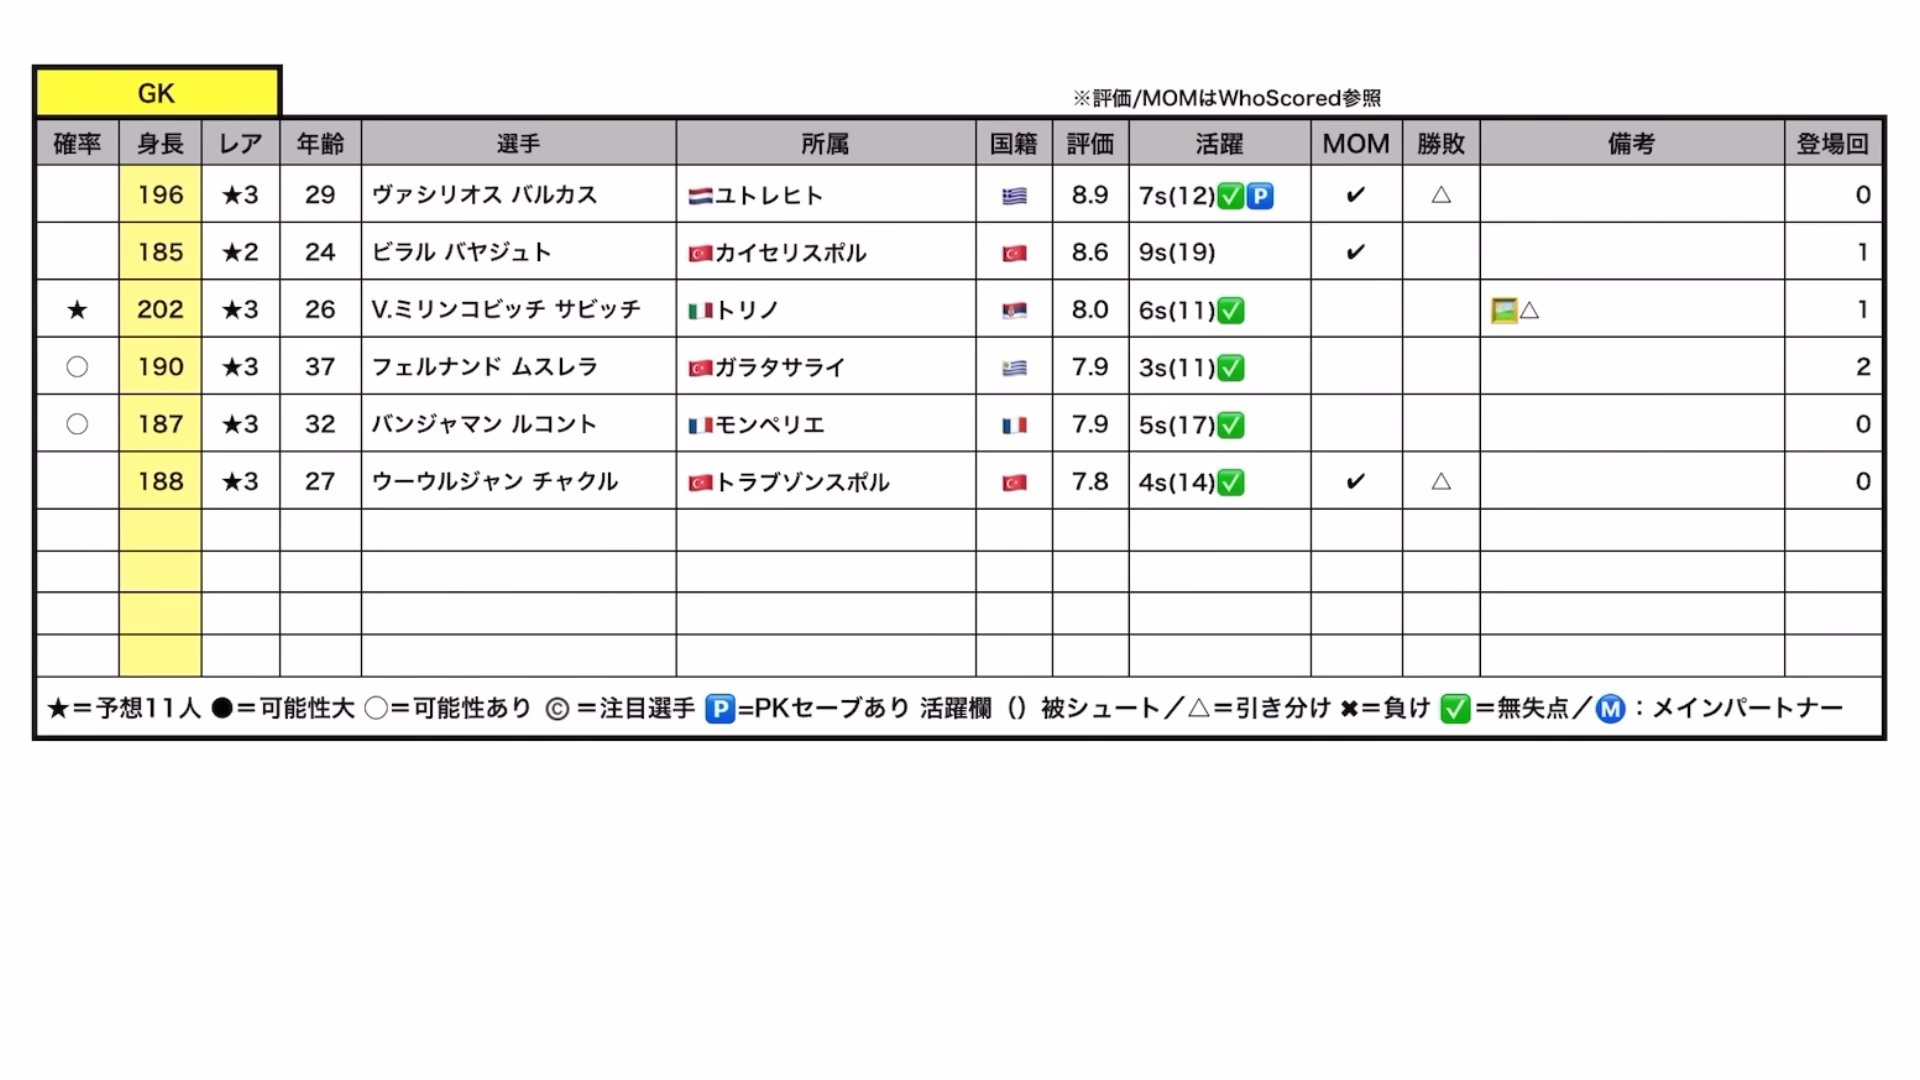 GK
※評価/MOMはWhoScored参照
確率 身長 レア 年齢 選手 所属 国籍 評価 活躍 MOM 勝敗 備考 登場回
196 ★3 29 ヴァシリオス バルカス 🇳🇱ユトレヒト 🇬🇷 8.9 7s(12)✅🅿️ ✔ △ 0
185 ★2 24 ビラル バヤジュト 🇹🇷カイセリスポル 🇹🇷 8.6 9s(19) ✔ 1
★ 202 ★3 26 V.ミリンコビッチ サビッチ 🇮🇹トリノ 🇷🇸 8.0 6s(11)✅ 🖼️△ 1
○ 190 ★3 37 フェルナンド ムスレラ 🇹🇷ガラタサライ 🇺🇾 7.9 3s(11)✅ 2
○ 187 ★3 32 バンジャマン ルコント 🇫🇷モンペリエ 🇫🇷 7.9 5s(17)✅ 0
188 ★3 27 ウーウルジャン チャクル 🇹🇷トラブゾンスポル 🇹🇷 7.8 4s(14)✅ ✔ △ 0
★＝予想11人 ●＝可能性大 ○＝可能性あり © ＝注目選手 🅿️=PKセーブあり 活躍欄（）被シュート／△＝引き分け ✖＝負け ✅＝無失点／Ⓜ️：メインパートナー